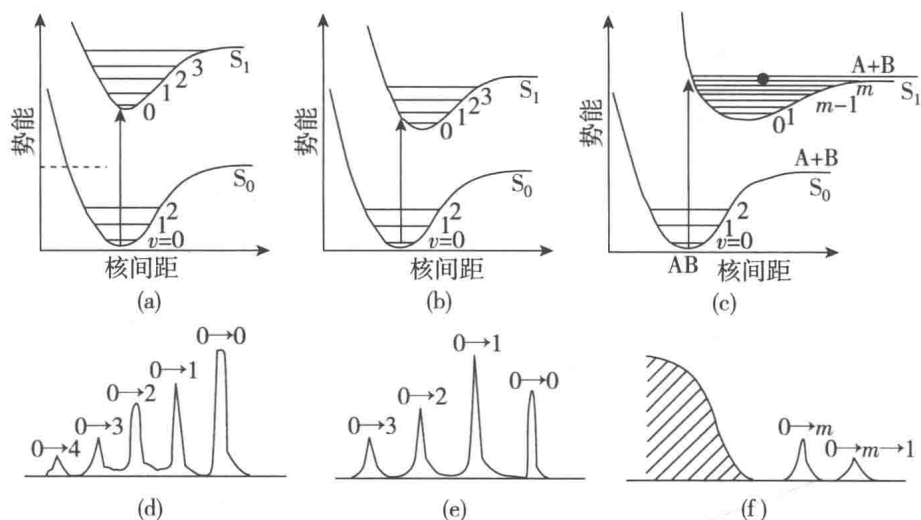 势能
S₁
3
2
1
0
S₀
2
1
v=0
核间距
(a)
势能
S₁
3
2
1
0
S₀
2
1
v=0
核间距
(b)
势能
A+B
S₁
m
m−1
1
0
A+B
S₀
2
1
v=0
AB
核间距
(c)
0→4
0→3
0→2
0→1
0→0
(d)
0→3
0→2
0→1
0→0
(e)
0→m
0→m→1
(f)